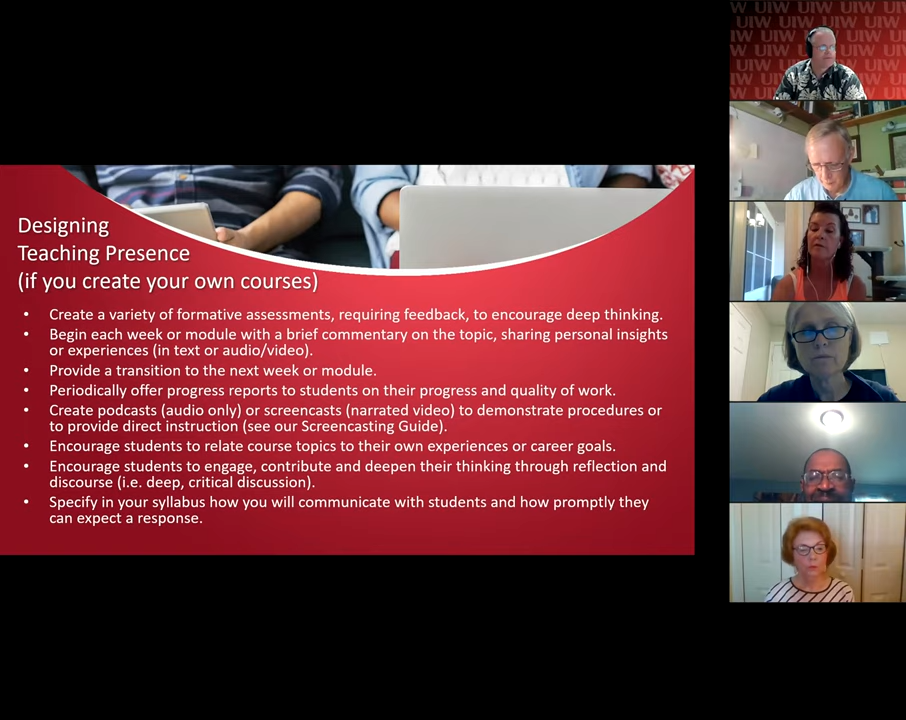 UIW UIW UIW
Designing
Teaching Presence
(if you create your own courses)
• Create a variety of formative assessments, requiring feedback, to encourage deep thinking.
• Begin each week or module with a brief commentary on the topic, sharing personal insights
or experiences (in text or audio/video).
• Provide a transition to the next week or module.
• Periodically offer progress reports to students on their progress and quality of work.
• Create podcasts (audio only) or screencasts (narrated video) to demonstrate procedures or
to provide direct instruction (see our Screencasting Guide).
• Encourage students to relate course topics to their own experiences or career goals.
• Encourage students to engage, contribute and deepen their thinking through reflection and
discourse (i.e. deep, critical discussion).
• Specify in your syllabus how you will communicate with students and how promptly they
can expect a response.